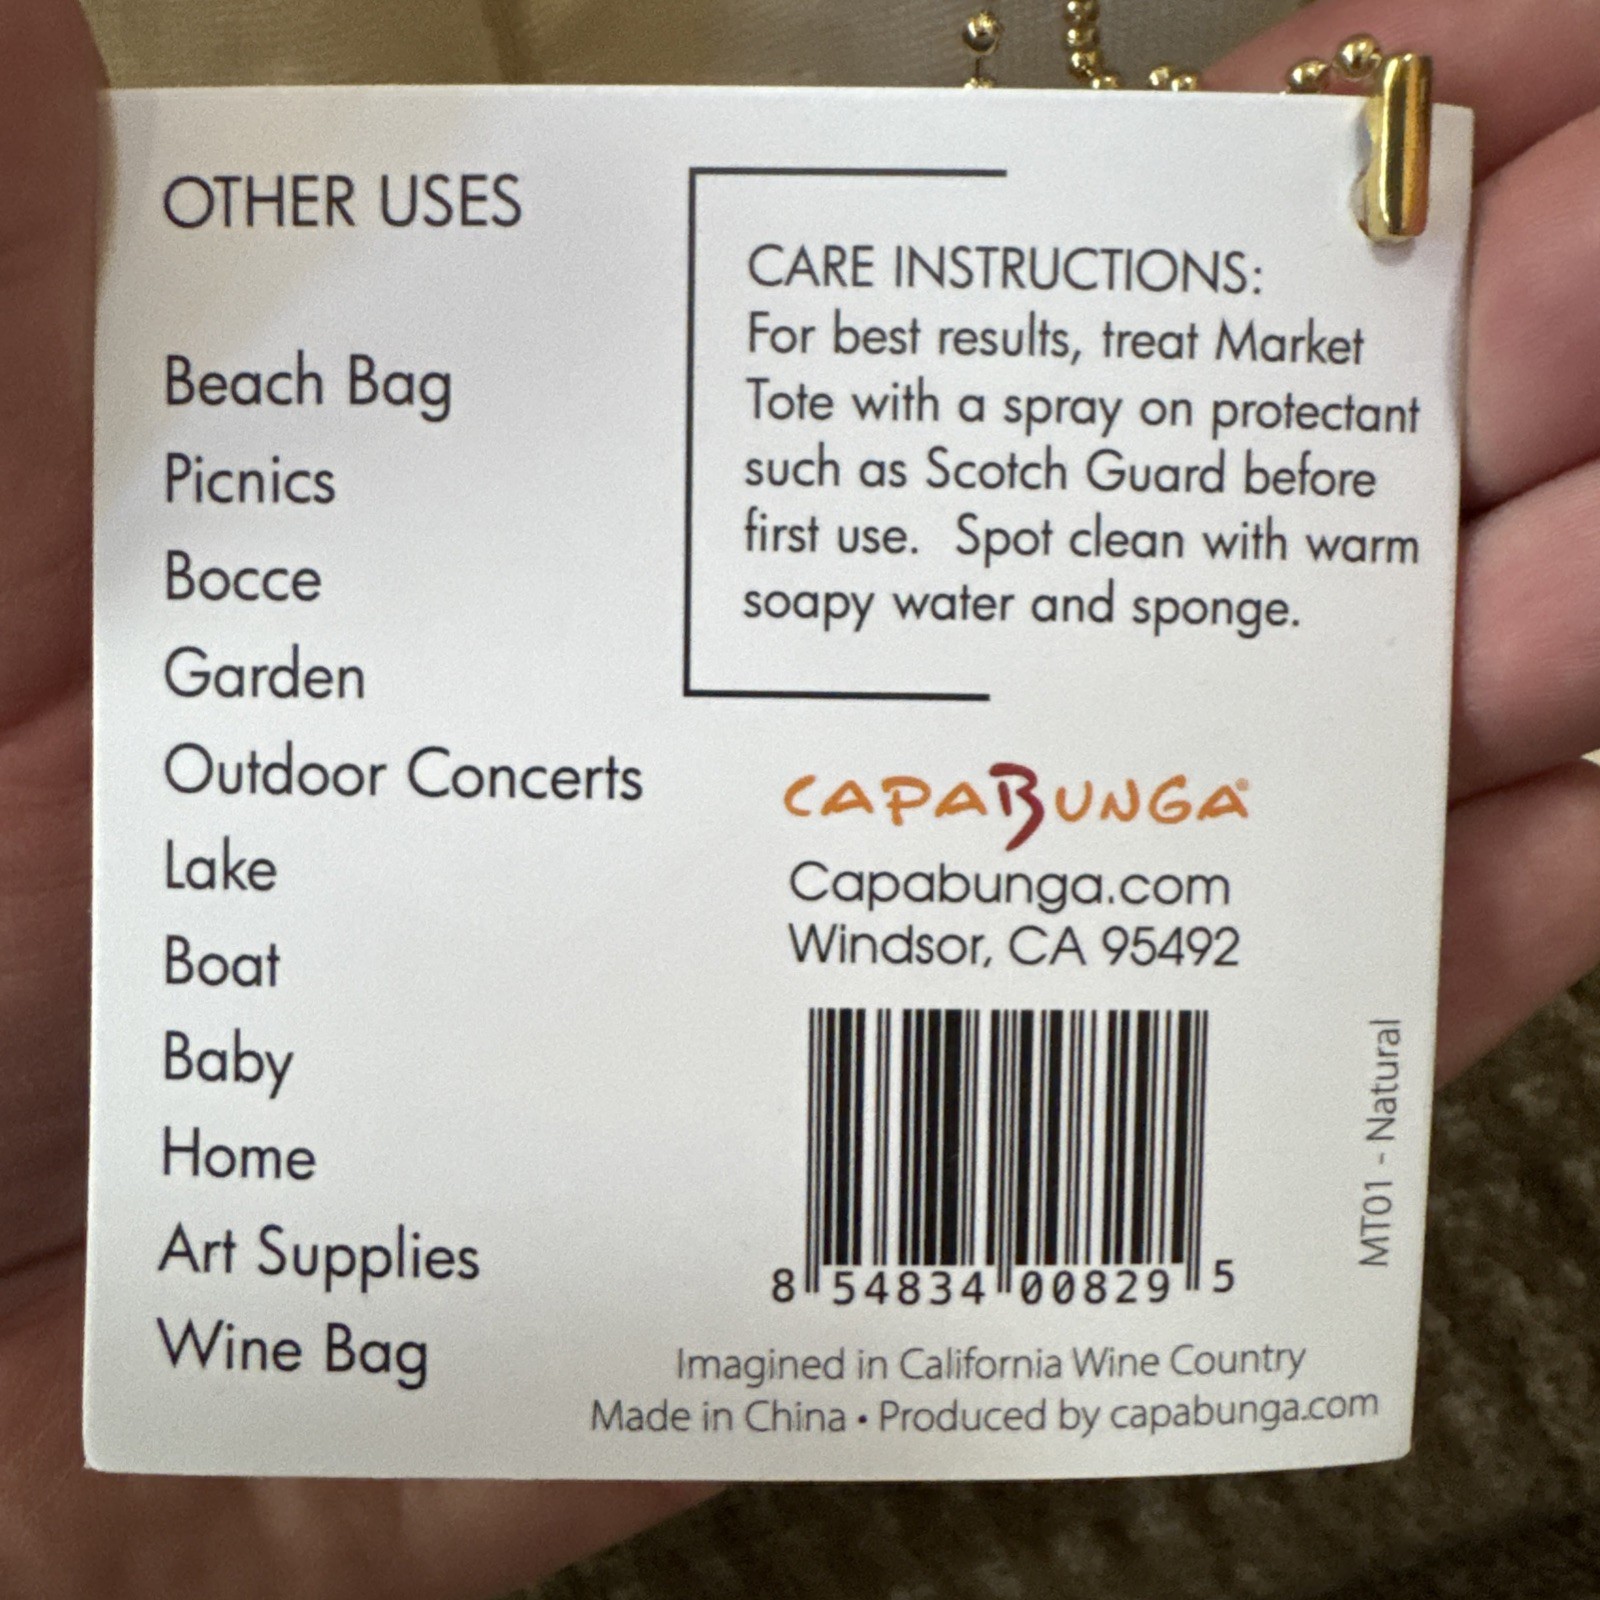 OTHER USES
Beach Bag
Picnics
Bocce
Garden
Outdoor Concerts
Lake
Boat
Baby
Home
Art Supplies
Wine Bag
CARE INSTRUCTIONS:
For best results, treat Market
Tote with a spray on protectant
such as Scotch Guard before
first use.  Spot clean with warm
soapy water and sponge.
CAPABUNGA®
Capabunga.com
Windsor, CA 95492
8 54834 00829 5
MT01 - Natural
Imagined in California Wine Country
Made in China • Produced by capabunga.com